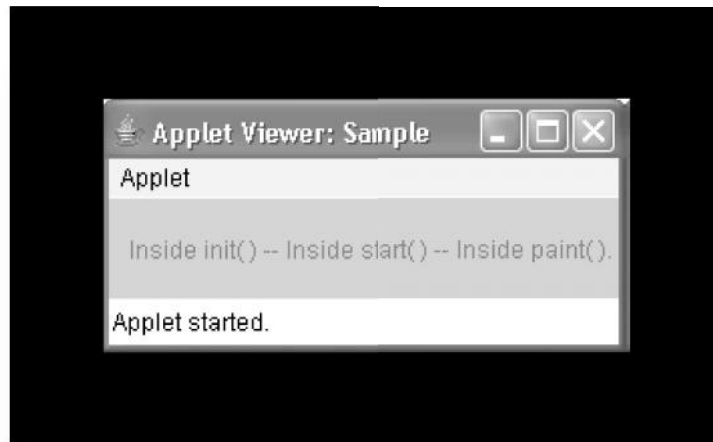 Applet Viewer: Sample
Applet
Inside init() -- Inside start() -- Inside paint().
Applet started.